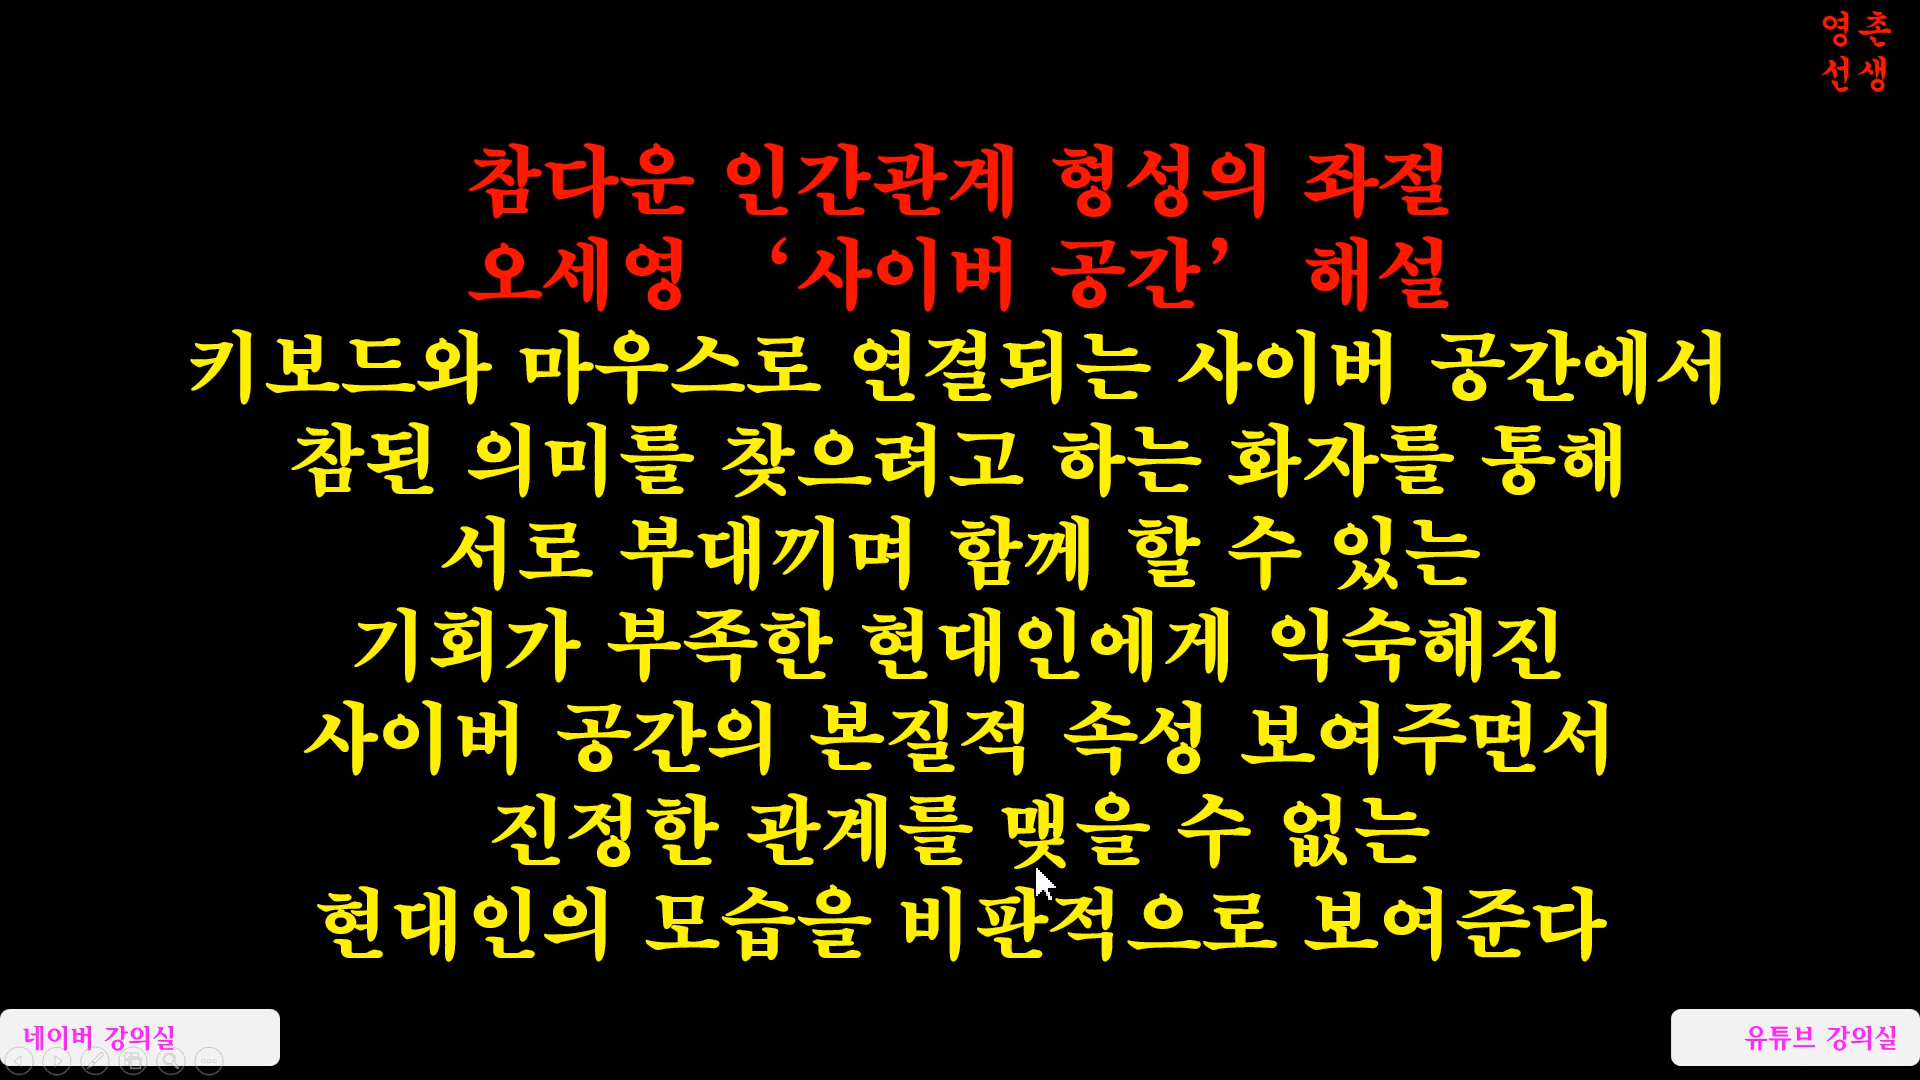 영촌
선생
참다운 인간관계 형성의 좌절
오세영 ‘사이버 공간’ 해설
키보드와 마우스로 연결되는 사이버 공간에서
참된 의미를 찾으려고 하는 화자를 통해
서로 부대끼며 함께 할 수 있는
기회가 부족한 현대인에게 익숙해진
사이버 공간의 본질적 속성 보여주면서
진정한 관계를 맺을 수 없는
현대인의 모습을 비판적으로 보여준다
네이버 강의실
유튜브 강의실